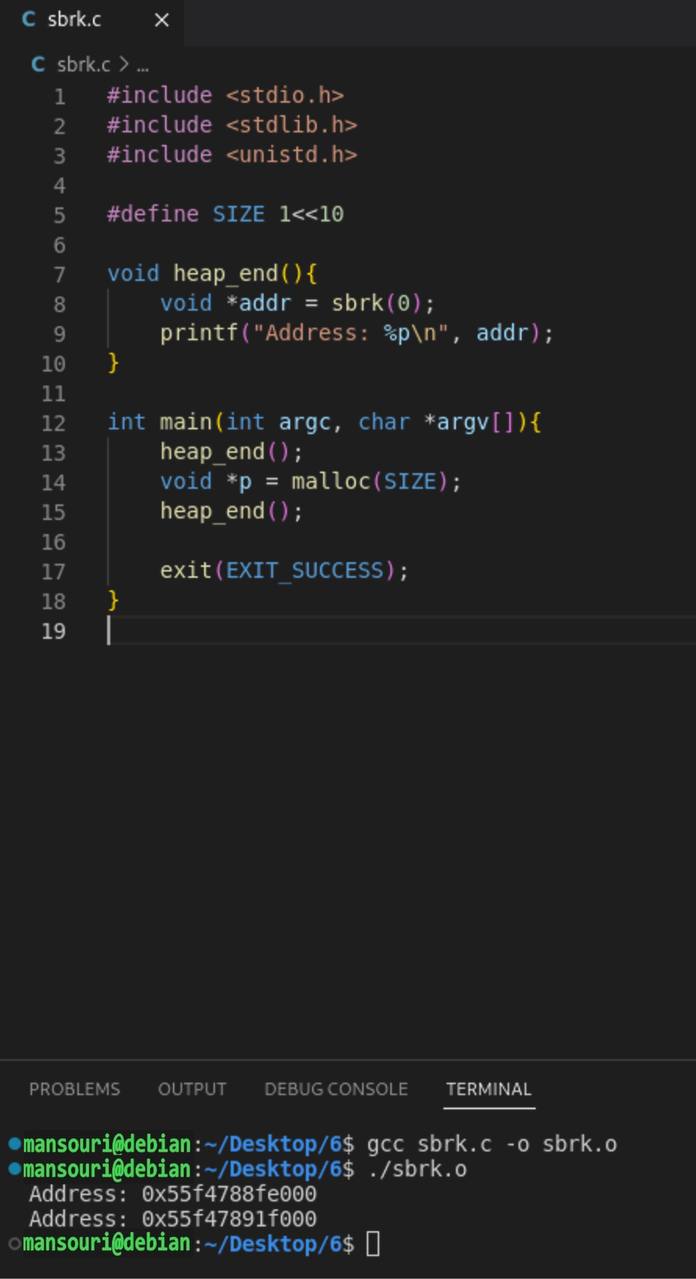 C sbrk.c ×
C sbrk.c > ...
1 #include <stdio.h>
2 #include <stdlib.h>
3 #include <unistd.h>
4
5 #define SIZE 1<<10
6
7 void heap_end(){
8     void *addr = sbrk(0);
9     printf("Address: %p\n", addr);
10 }
11
12 int main(int argc, char *argv[]){
13     heap_end();
14     void *p = malloc(SIZE);
15     heap_end();
16
17     exit(EXIT_SUCCESS);
18 }
19
PROBLEMS OUTPUT DEBUG CONSOLE TERMINAL
mansouri@debian:~/Desktop/6$ gcc sbrk.c -o sbrk.o
mansouri@debian:~/Desktop/6$ ./sbrk.o
Address: 0x55f4788fe000
Address: 0x55f47891f000
mansouri@debian:~/Desktop/6$